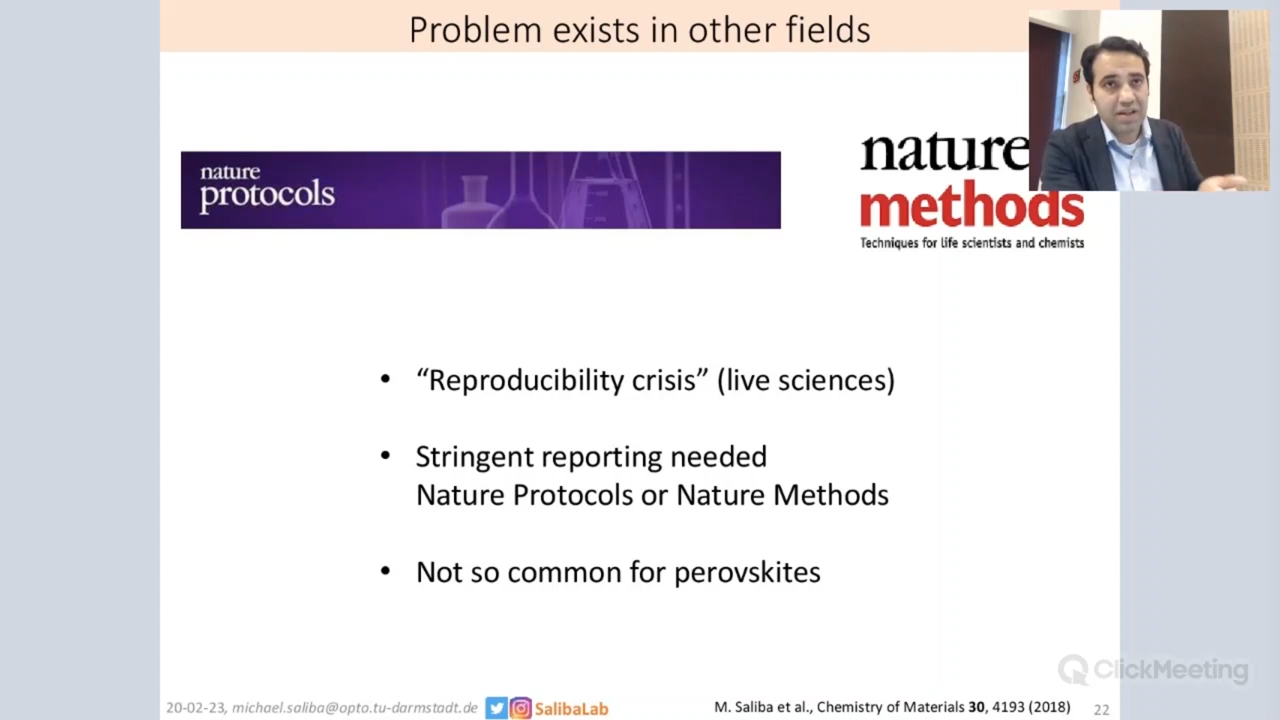 Problem exists in other fields
nature
protocols
nature
methods
Techniques for life scientists and chemists
• “Reproducibility crisis” (live sciences)
• Stringent reporting needed
Nature Protocols or Nature Methods
• Not so common for perovskites
20-02-23, michael.saliba@opto.tu-darmstadt.de SalibaLab
M. Saliba et al., Chemistry of Materials 30, 4193 (2018)
22
ClickMeeting